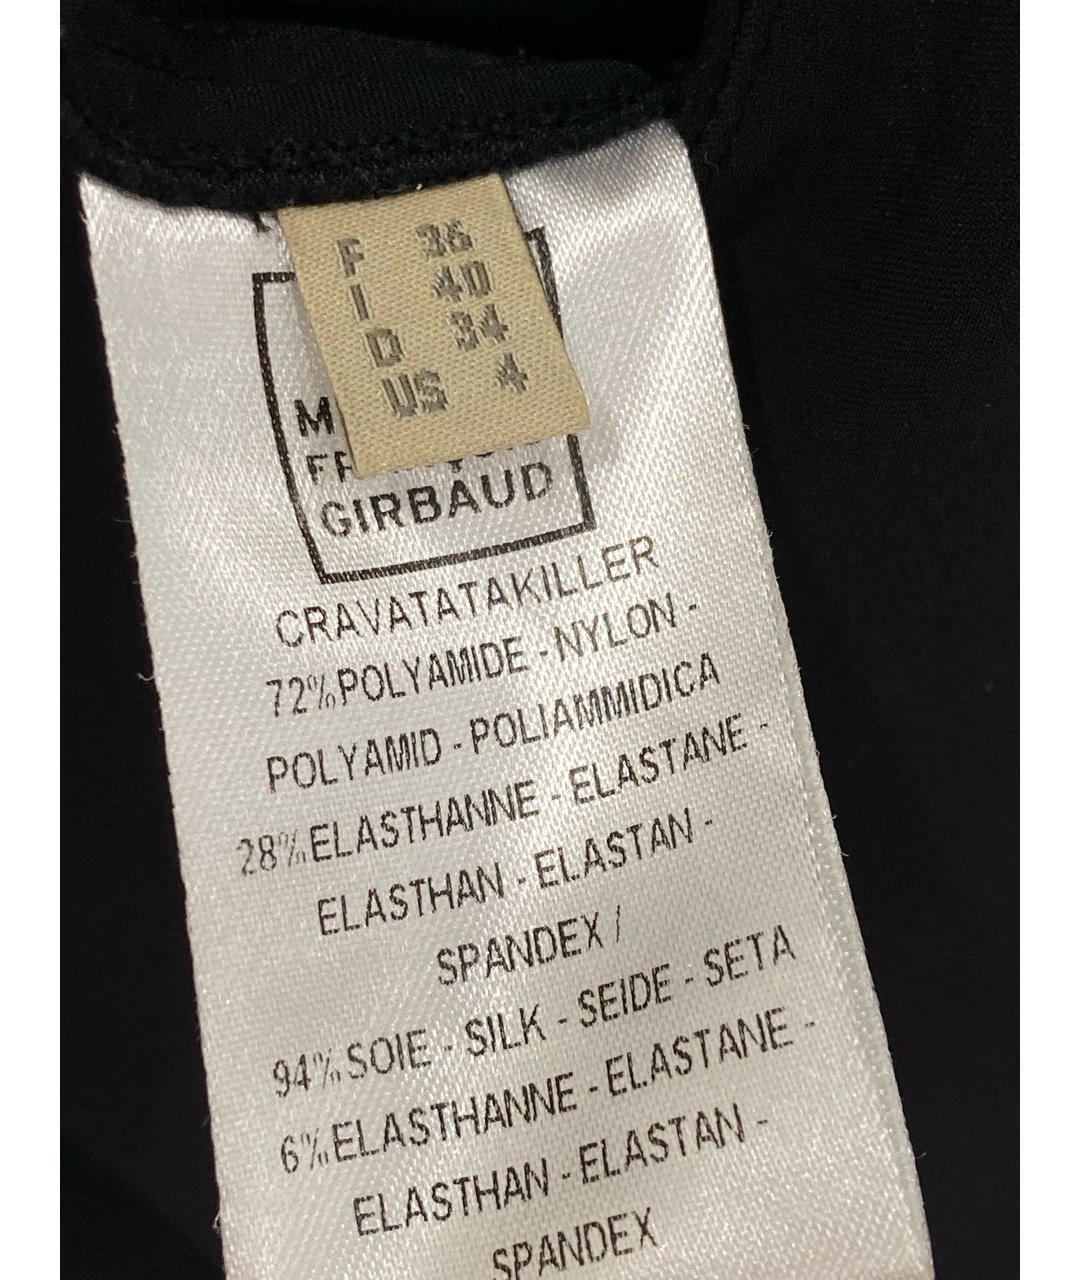 F 36
I 40
D 34
US 4
M
FR
GIRBAUD
CRAVATATAKILLER
72%POLYAMIDE - NYLON -
POLYAMID - POLIAMMIDICA
28%ELASTHANNE - ELASTANE -
ELASTHAN - ELASTAN -
SPANDEX /
94%SOIE - SILK - SEIDE - SETA
6%ELASTHANNE - ELASTANE -
ELASTHAN - ELASTAN -
SPANDEX